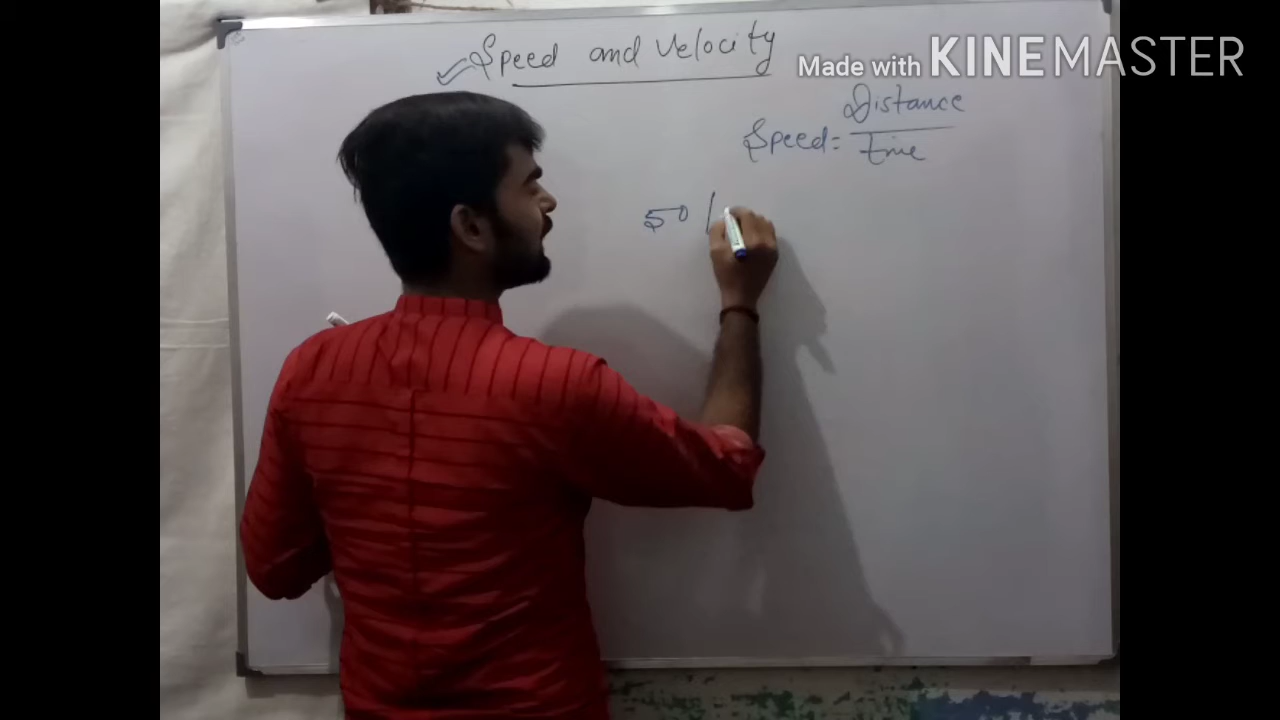 Speed and Velocity
Made with KINEMASTER
Speed = Distance
Time
50